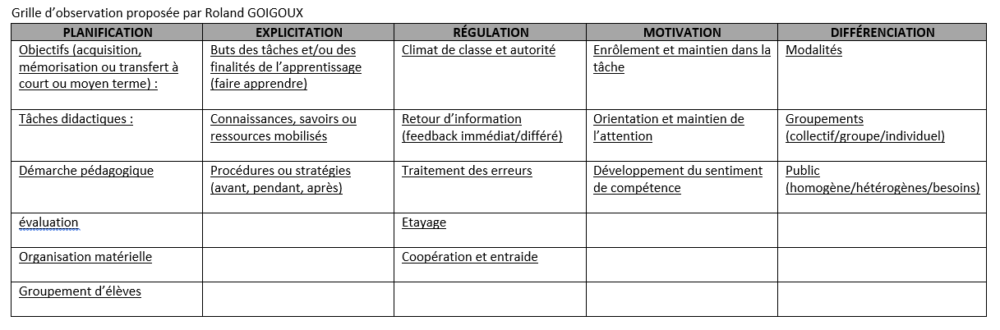 Grille d’observation proposée par Roland GOIGOUX
PLANIFICATION EXPLICITATION RÉGULATION MOTIVATION DIFFÉRENCIATION
Objectifs (acquisition,
mémorisation ou transfert à
court ou moyen terme) :
Buts des tâches et/ou des
finalités de l’apprentissage
(faire apprendre)
Climat de classe et autorité
Enrôlement et maintien dans la
tâche
Modalités
Tâches didactiques :
Connaissances, savoirs ou
ressources mobilisés
Retour d’information
(feedback immédiat/différé)
Orientation et maintien de
l’attention
Groupements
(collectif/groupe/individuel)
Démarche pédagogique
Procédures ou stratégies
(avant, pendant, après)
Traitement des erreurs
Développement du sentiment
de compétence
Public
(homogène/hétérogènes/besoins)
évaluation
Etayage
Organisation matérielle
Coopération et entraide
Groupement d’élèves